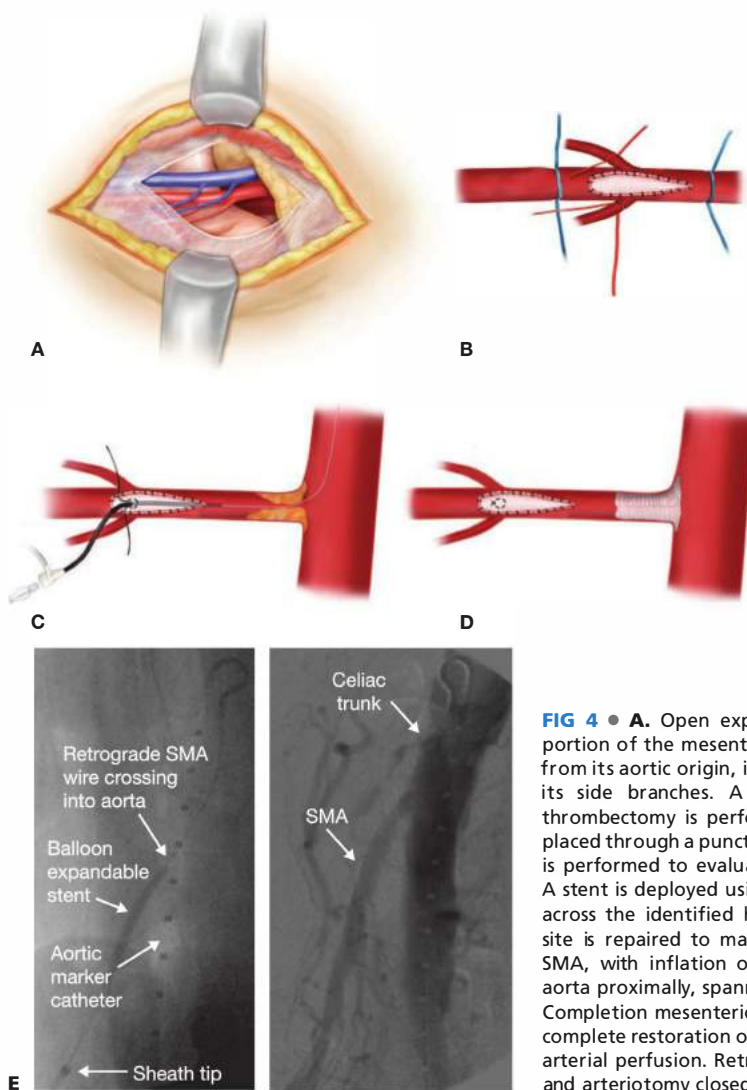 A
B
C
D
Retrograde SMA
wire crossing
into aorta
Balloon
expandable
stent
Aortic
marker
catheter
Sheath tip
E
Celiac
trunk
SMA
FIG 4 ● A. Open exp
portion of the mesent
from its aortic origin, i
its side branches. A
thrombectomy is perfo
placed through a punct
is performed to evalua
A stent is deployed usi
across the identified h
site is repaired to ma
SMA, with inflation o
aorta proximally, spann
Completion mesenteric
complete restoration o
arterial perfusion. Retr
and arteriotomy closed